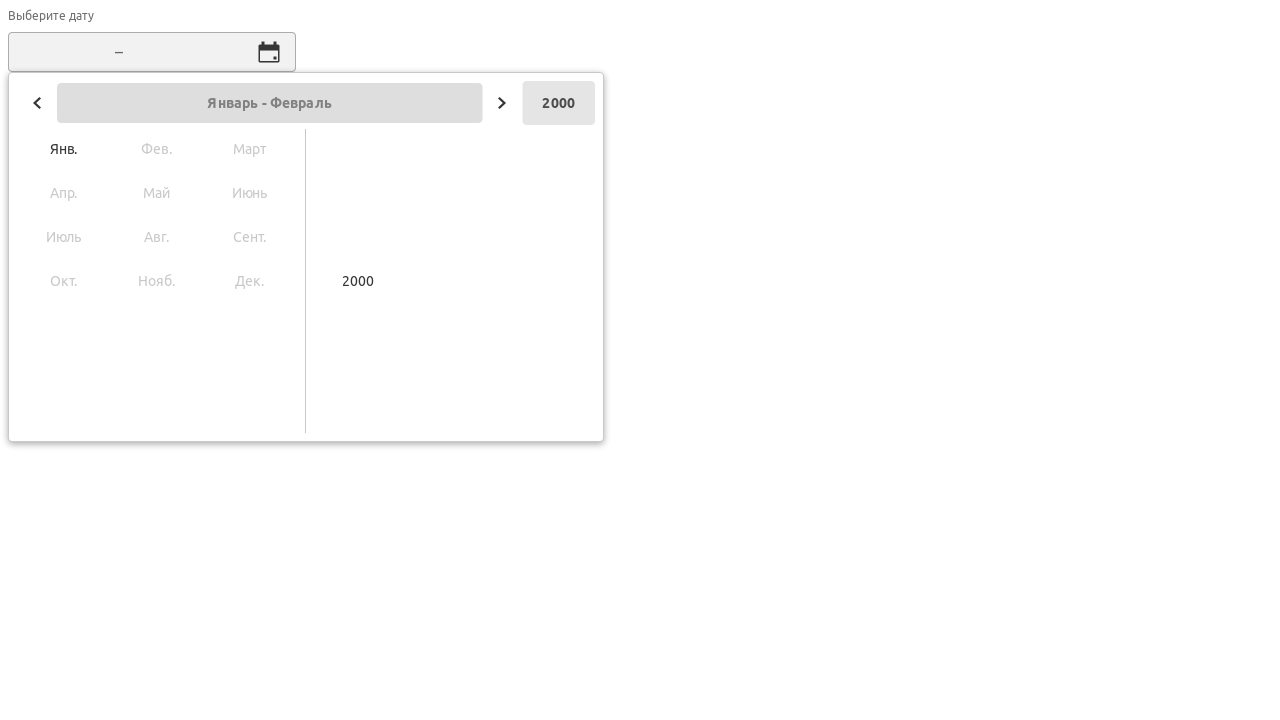 Выберите дату
–
Январь - Февраль 2000
Янв. Фев. Март
Апр. Май Июнь
Июль Авг. Сент.
Окт. Нояб. Дек. 2000